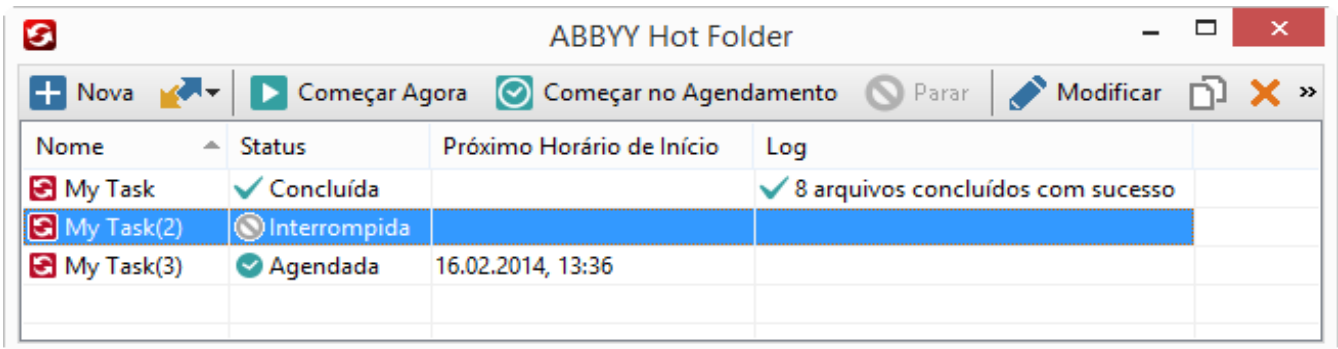 ABBYY Hot Folder
Nova Começar Agora Começar no Agendamento Parar Modificar »
Nome Status Próximo Horário de Início Log
My Task Concluída 8 arquivos concluídos com sucesso
My Task(2) Interrompida
My Task(3) Agendada 16.02.2014, 13:36